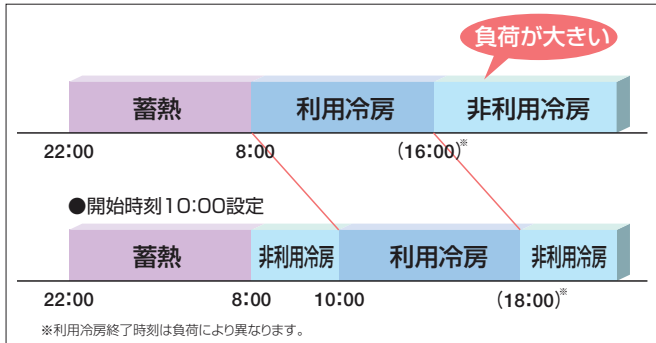 負荷が大きい
蓄熱 利用冷房 非利用冷房
22:00 8:00 (16:00)※
●開始時刻10:00設定
蓄熱 非利用冷房 利用冷房 非利用冷房
22:00 8:00 10:00 (18:00)※
※利用冷房終了時刻は負荷により異なります。